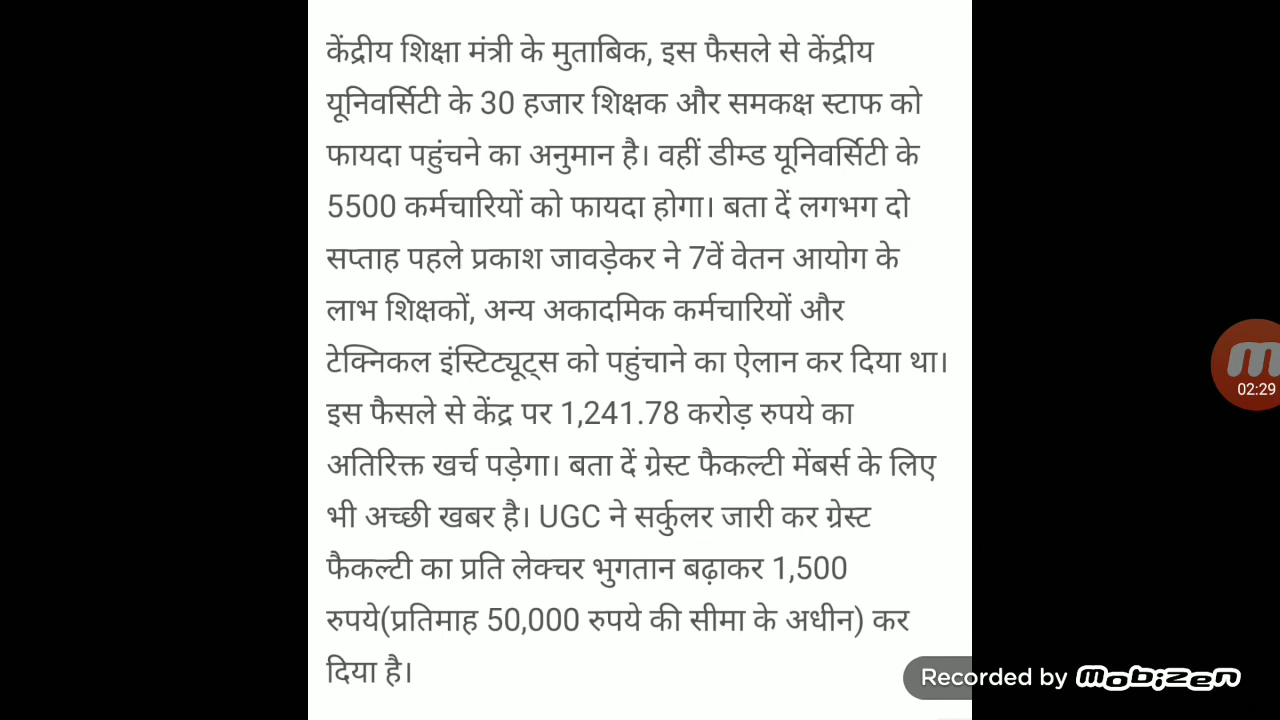 केंद्रीय शिक्षा मंत्री के मुताबिक, इस फैसले से केंद्रीय
यूनिवर्सिटी के 30 हजार शिक्षक और समकक्ष स्टाफ को
फायदा पहुंचने का अनुमान है। वहीं डीम्ड यूनिवर्सिटी के
5500 कर्मचारियों को फायदा होगा। बता दें लगभग दो
सप्ताह पहले प्रकाश जावड़ेकर ने 7वें वेतन आयोग के
लाभ शिक्षकों, अन्य अकादमिक कर्मचारियों और
टेक्निकल इंस्टिट्यूट्स को पहुंचाने का ऐलान कर दिया था।
इस फैसले से केंद्र पर 1,241.78 करोड़ रुपये का
अतिरिक्त खर्च पड़ेगा। बता दें ग्रेस्ट फैकल्टी मेंबर्स के लिए
भी अच्छी खबर है। UGC ने सर्कुलर जारी कर ग्रेस्ट
फैकल्टी का प्रति लेक्चर भुगतान बढ़ाकर 1,500
रुपये(प्रतिमाह 50,000 रुपये की सीमा के अधीन) कर
दिया है।
02:29
Recorded by mobizen